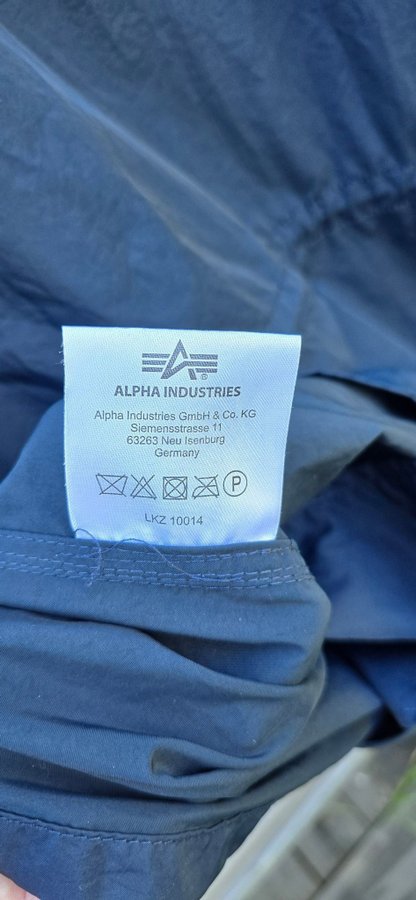 ALPHA INDUSTRIES
Alpha Industries GmbH & Co. KG
Siemensstrasse 11
63263 Neu Isenburg
Germany
P
LKZ 10014